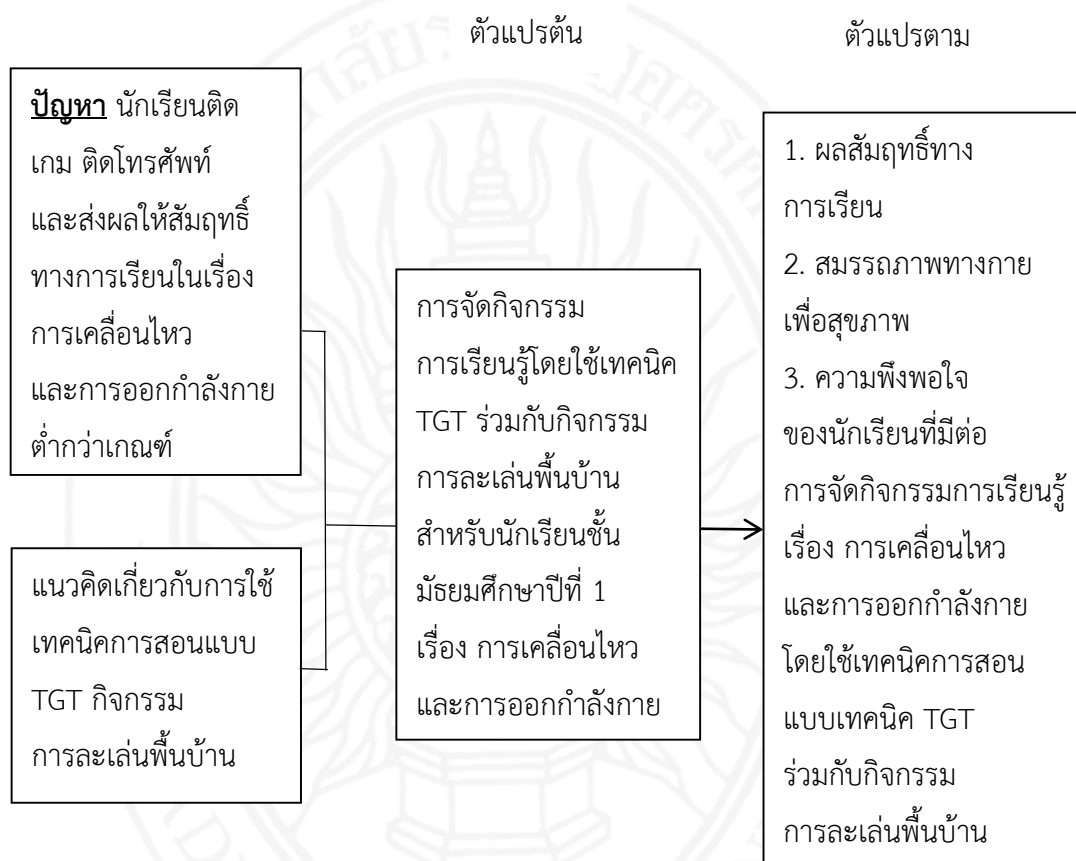 ตัวแปรต้น
ตัวแปรตาม
ปัญหา นักเรียนติด
เกม ติดโทรศัพท์
และส่งผลให้สัมฤทธิ์
ทางการเรียนในเรื่อง
การเคลื่อนไหว
และการออกกำลังกาย
ต่ำกว่าเกณฑ์
แนวคิดเกี่ยวกับการใช้
เทคนิคการสอนแบบ
TGT กิจกรรม
การละเล่นพื้นบ้าน
การจัดกิจกรรม
การเรียนรู้โดยใช้เทคนิค
TGT ร่วมกับกิจกรรม
การละเล่นพื้นบ้าน
สำหรับนักเรียนชั้น
มัธยมศึกษาปีที่ 1
เรื่อง การเคลื่อนไหว
และการออกกำลังกาย
1. ผลสัมฤทธิ์ทาง
การเรียน
2. สมรรถภาพทางกาย
เพื่อสุขภาพ
3. ความพึงพอใจ
ของนักเรียนที่มีต่อ
การจัดกิจกรรมการเรียนรู้
เรื่อง การเคลื่อนไหว
และการออกกำลังกาย
โดยใช้เทคนิคการสอน
แบบเทคนิค TGT
ร่วมกับกิจกรรม
การละเล่นพื้นบ้าน